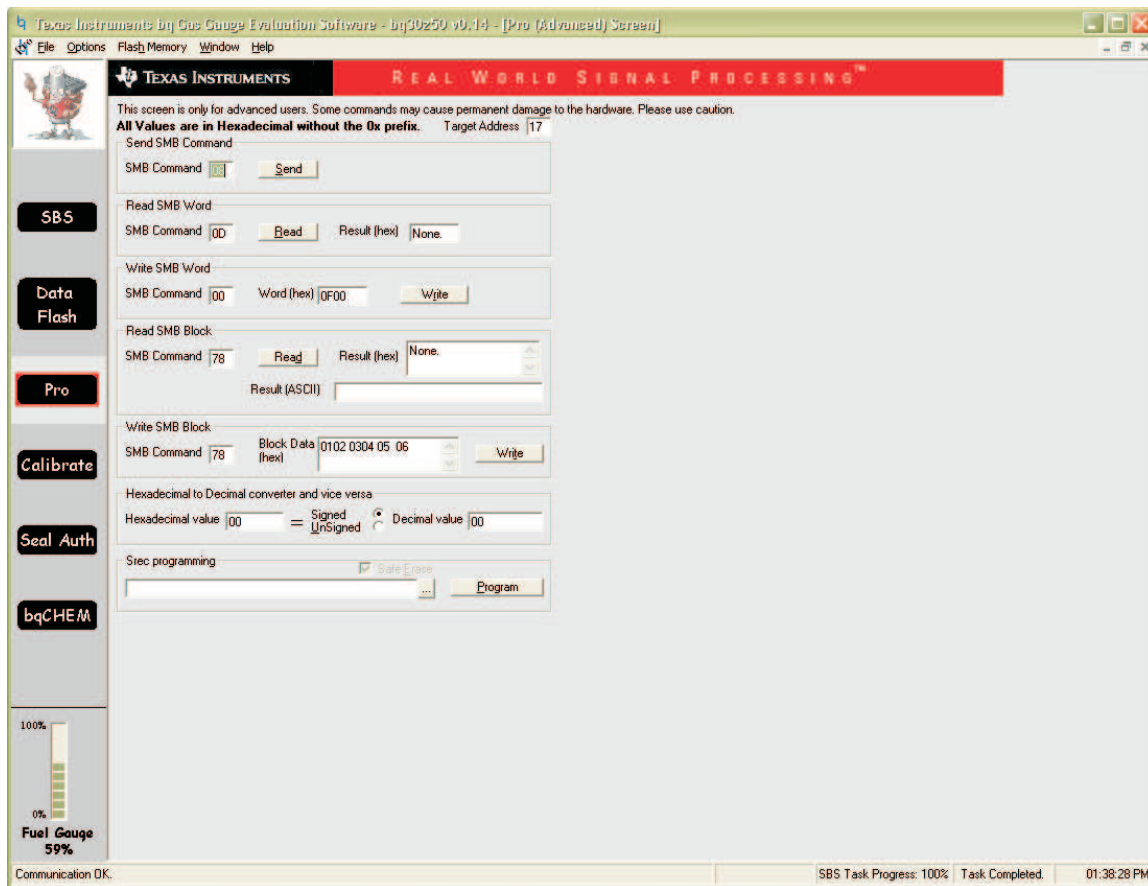 Texas Instruments bq Gas Gauge Evaluation Software - bq30z50 v0.14 - [Pro (Advanced) Screen]
File Options Flash Memory Window Help
TEXAS INSTRUMENTS REAL WORLD SIGNAL PROCESSING™
This screen is only for advanced users. Some commands may cause permanent damage to the hardware. Please use caution.
All Values are in Hexadecimal without the 0x prefix. Target Address 17
Send SMB Command
SMB Command Send
Read SMB Word
SMB Command 0D Read Result (hex) None.
Write SMB Word
SMB Command 00 Word (hex) 0F00 Write
Read SMB Block
SMB Command 78 Read Result (hex) None.
Result (ASCII)
Write SMB Block
SMB Command 78 Block Data (hex) 0102 0304 05 06 Write
Hexadecimal to Decimal converter and vice versa
Hexadecimal value 00 = Signed UnSigned Decimal value 00
Srec programming Safe Erase
... Program
SBS
Data
Flash
Pro
Calibrate
Seal Auth
bqCHEM
100%
0%
Fuel Gauge
59%
Communication OK. SBS Task Progress: 100% Task Completed. 01:38:28 PM